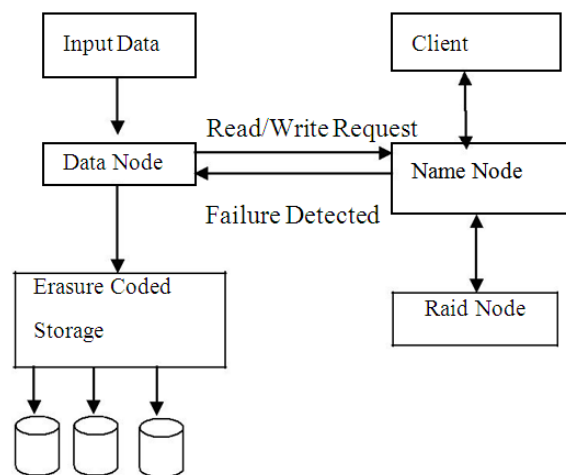 Input Data
Client
Read/Write Request
Data Node
Name Node
Failure Detected
Erasure Coded
Storage
Raid Node